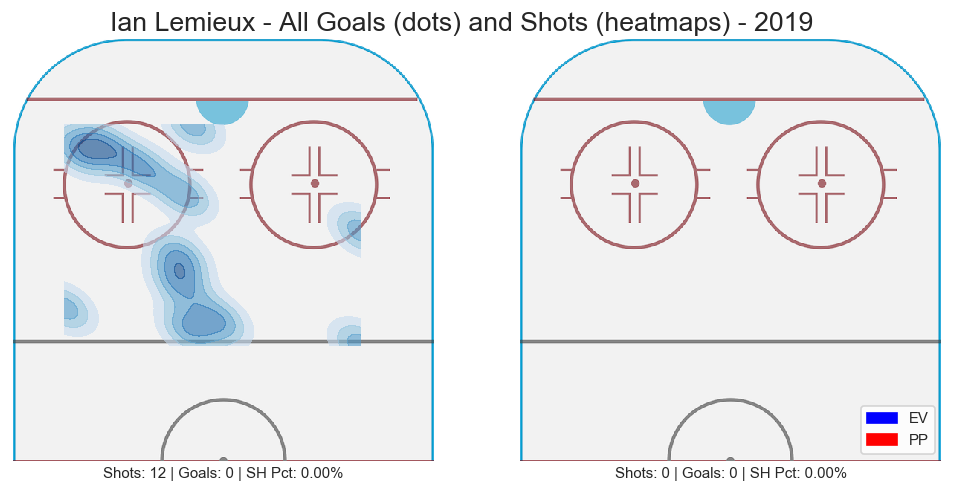 Ian Lemieux - All Goals (dots) and Shots (heatmaps) - 2019
EV
PP
Shots: 12 | Goals: 0 | SH Pct: 0.00%
Shots: 0 | Goals: 0 | SH Pct: 0.00%